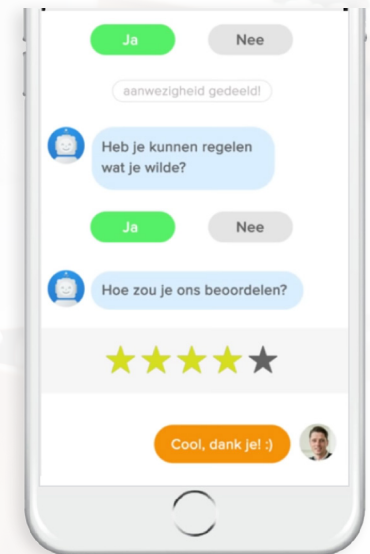 Ja Nee
aanwezigheid gedeeld!
Heb je kunnen regelen
wat je wilde?
Ja Nee
Hoe zou je ons beoordelen?
Cool, dank je! :)